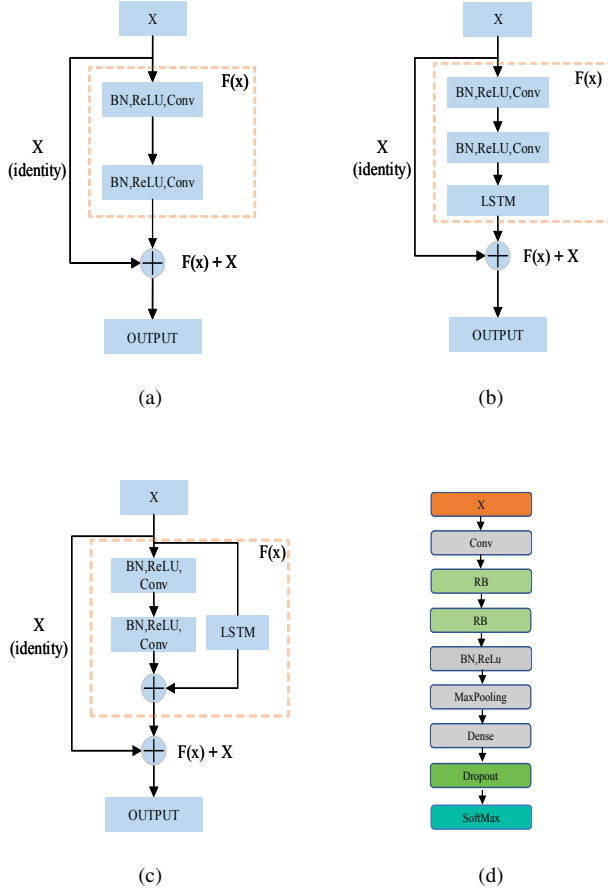 X
F(x)
BN,ReLU,Conv
X
(identity)
BN,ReLU,Conv
F(x) + X
OUTPUT
(a)
X
F(x)
BN,ReLU,Conv
X
(identity)
BN,ReLU,Conv
LSTM
F(x) + X
OUTPUT
(b)
X
F(x)
BN,ReLU,
Conv
X
(identity)
BN,ReLU,
Conv
LSTM
F(x) + X
OUTPUT
(c)
X
Conv
RB
RB
BN,ReLu
MaxPooling
Dense
Dropout
SoftMax
(d)